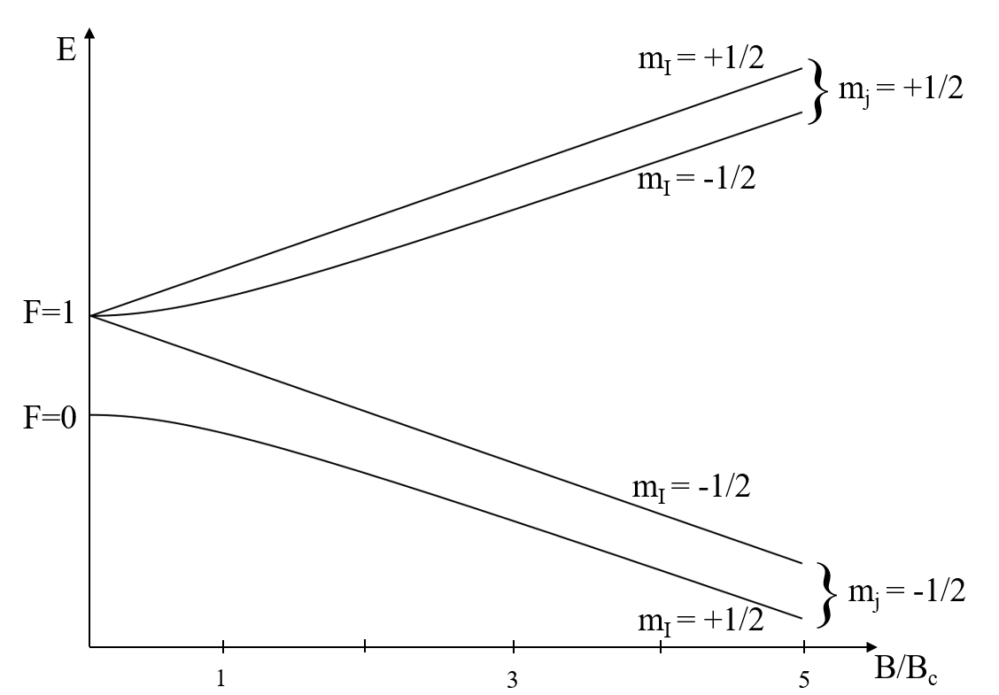 E
m_I = +1/2
} m_j = +1/2
m_I = -1/2
F=1
F=0
m_I = -1/2
} m_j = -1/2
m_I = +1/2
1
3
5
B/B_c